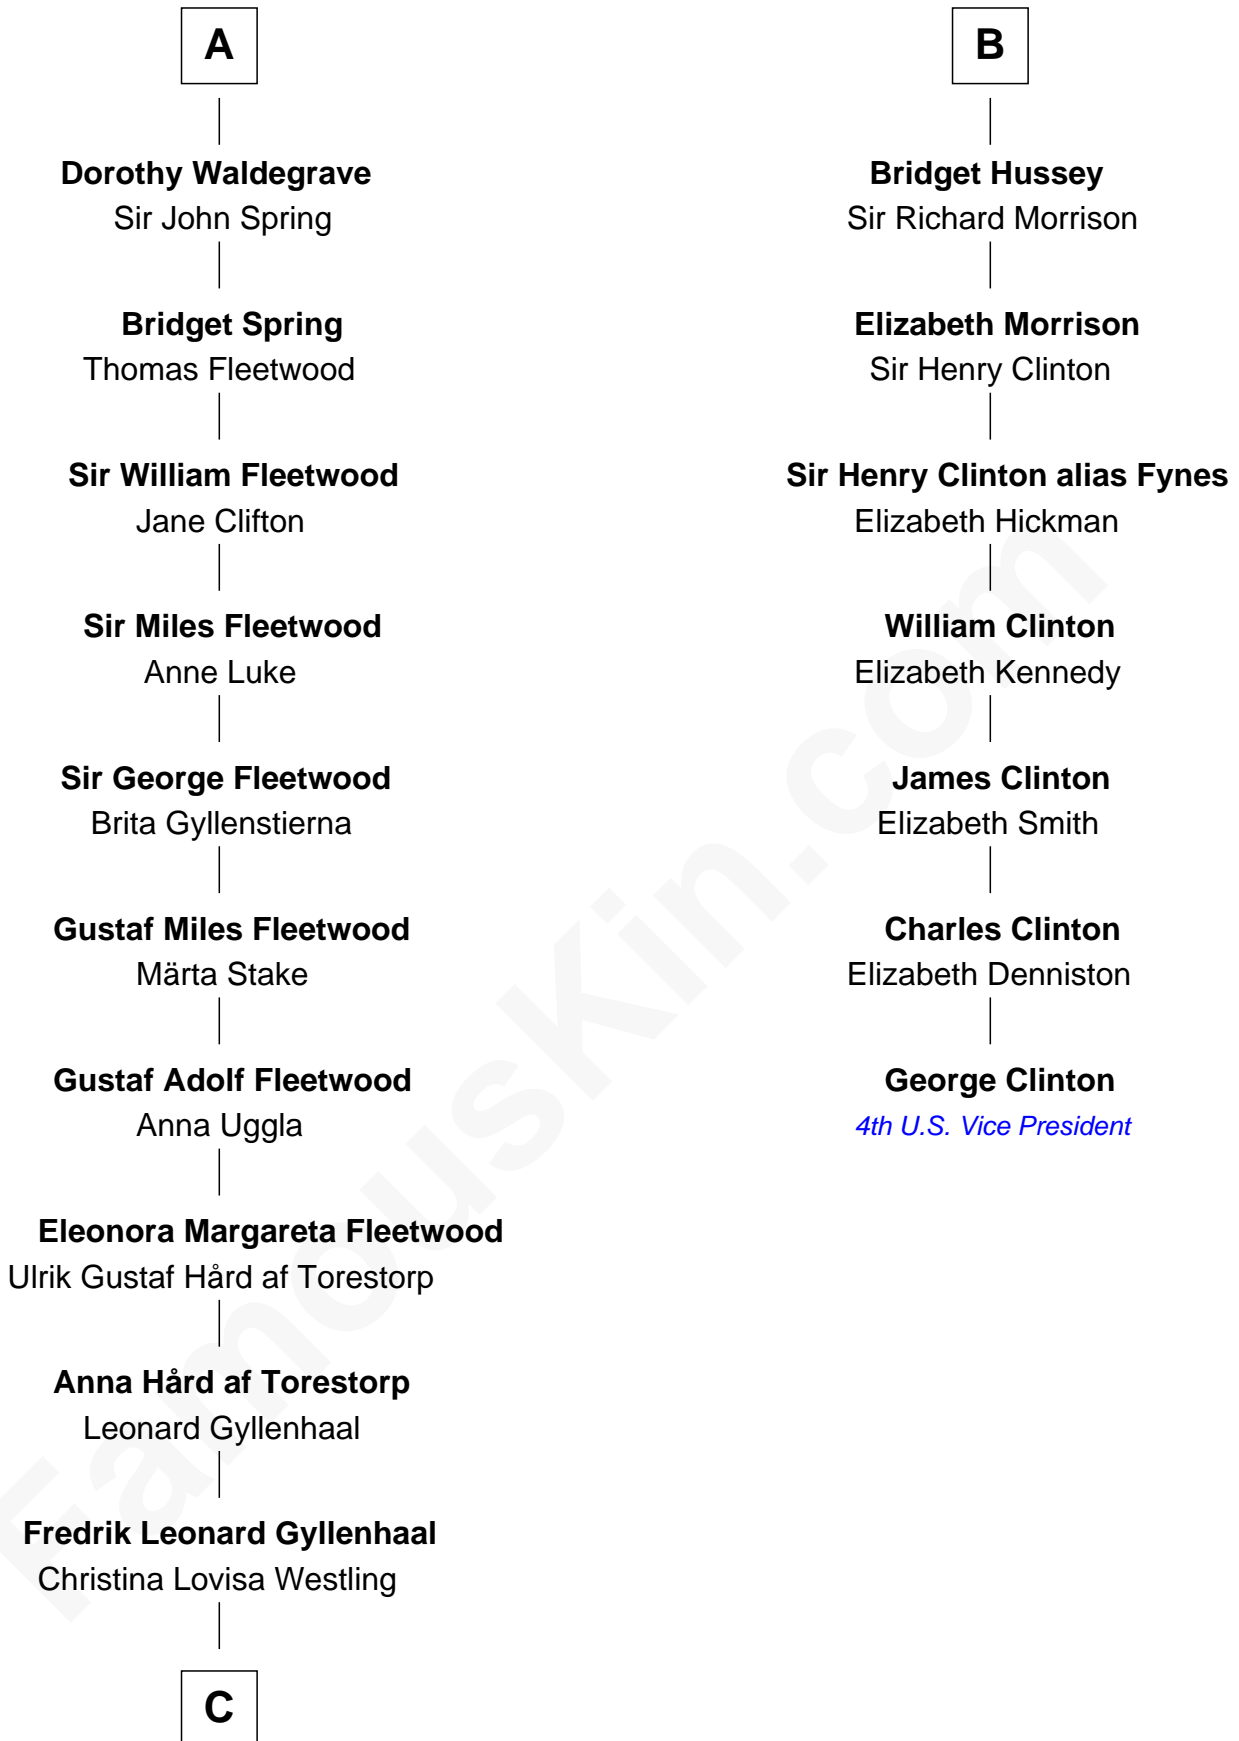 A
Dorothy Waldegrave
Sir John Spring
Bridget Spring
Thomas Fleetwood
Sir William Fleetwood
Jane Clifton
Sir Miles Fleetwood
Anne Luke
Sir George Fleetwood
Brita Gyllenstierna
Gustaf Miles Fleetwood
Märta Stake
Gustaf Adolf Fleetwood
Anna Uggla
Eleonora Margareta Fleetwood
Ulrik Gustaf Hård af Torestorp
Anna Hård af Torestorp
Leonard Gyllenhaal
Fredrik Leonard Gyllenhaal
Christina Lovisa Westling
C
B
Bridget Hussey
Sir Richard Morrison
Elizabeth Morrison
Sir Henry Clinton
Sir Henry Clinton alias Fynes
Elizabeth Hickman
William Clinton
Elizabeth Kennedy
James Clinton
Elizabeth Smith
Charles Clinton
Elizabeth Denniston
George Clinton
4th U.S. Vice President
FamousKin.com